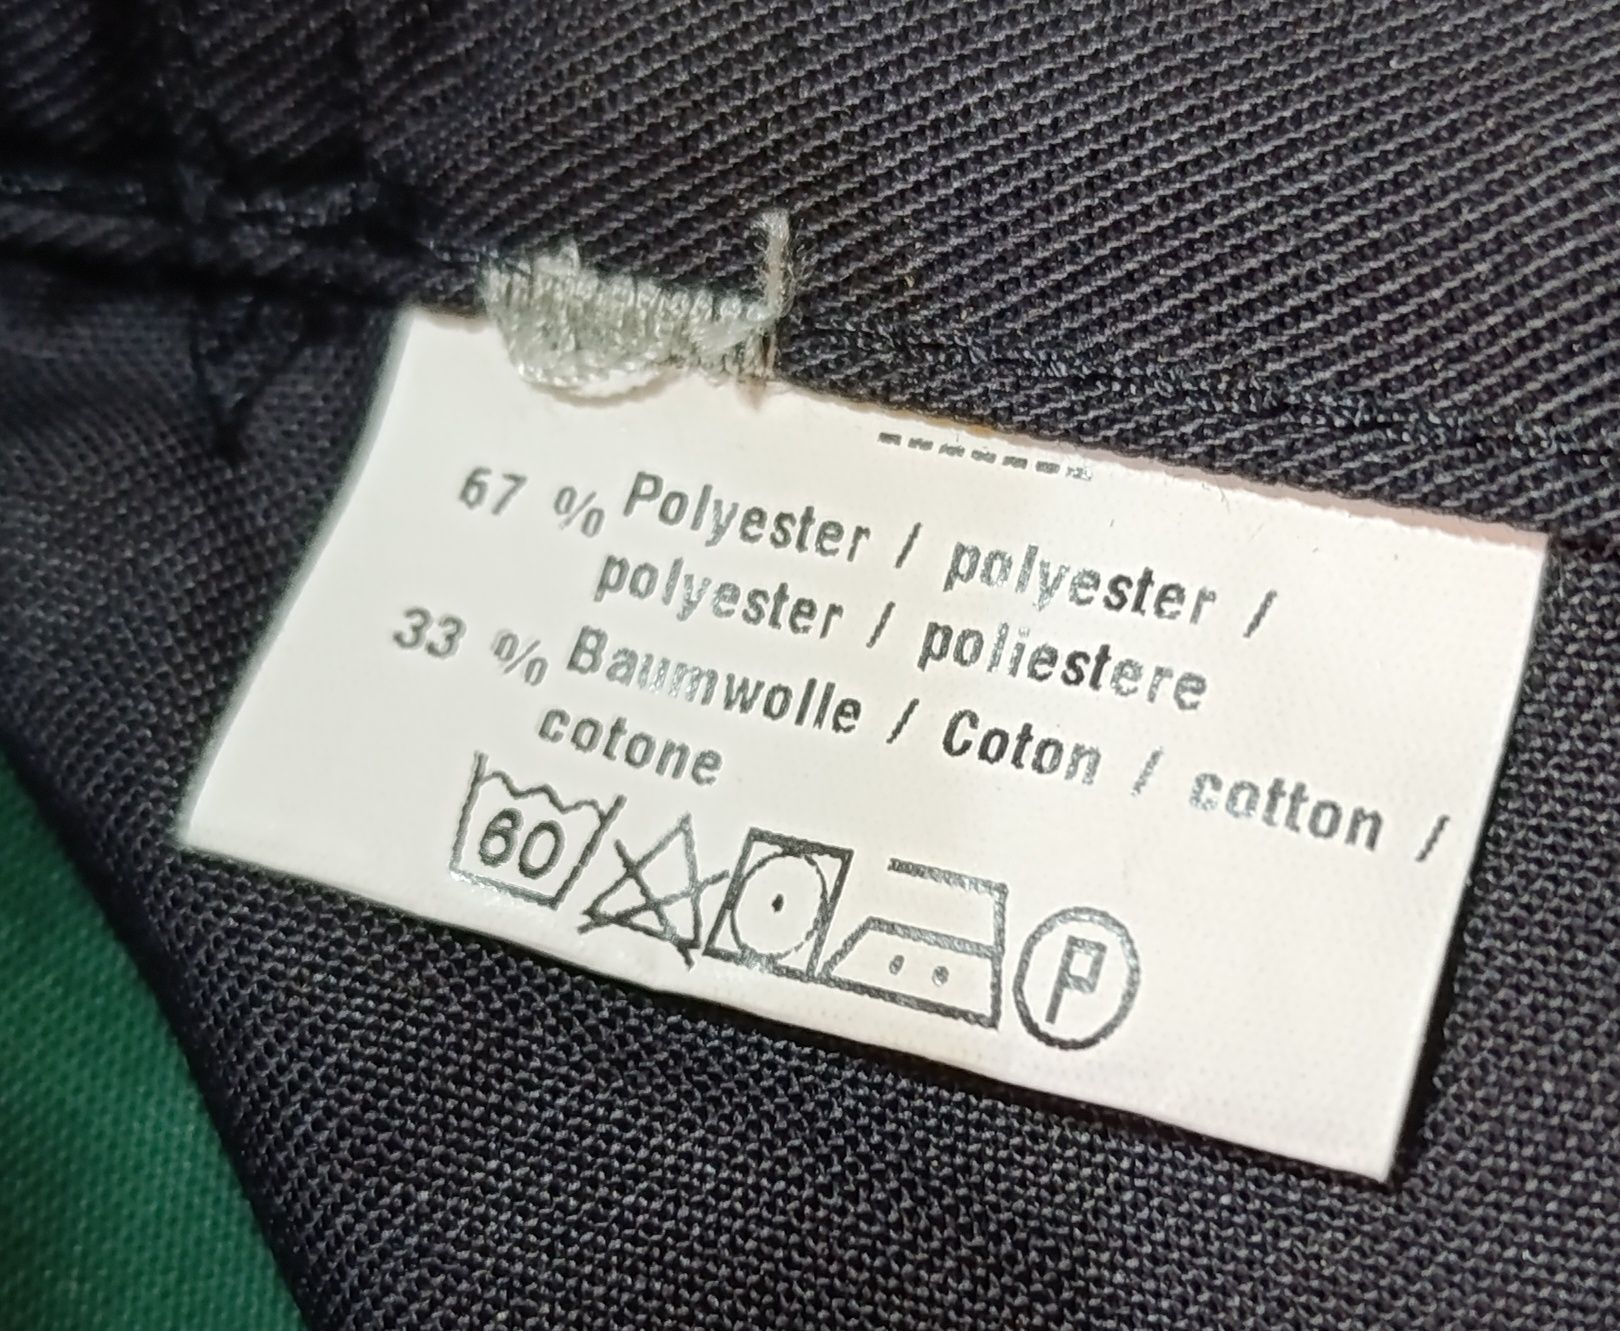 67 % Polyester / polyester /
polyester / poliestere
33 % Baumwolle / Coton / cotton /
cotone
60
P